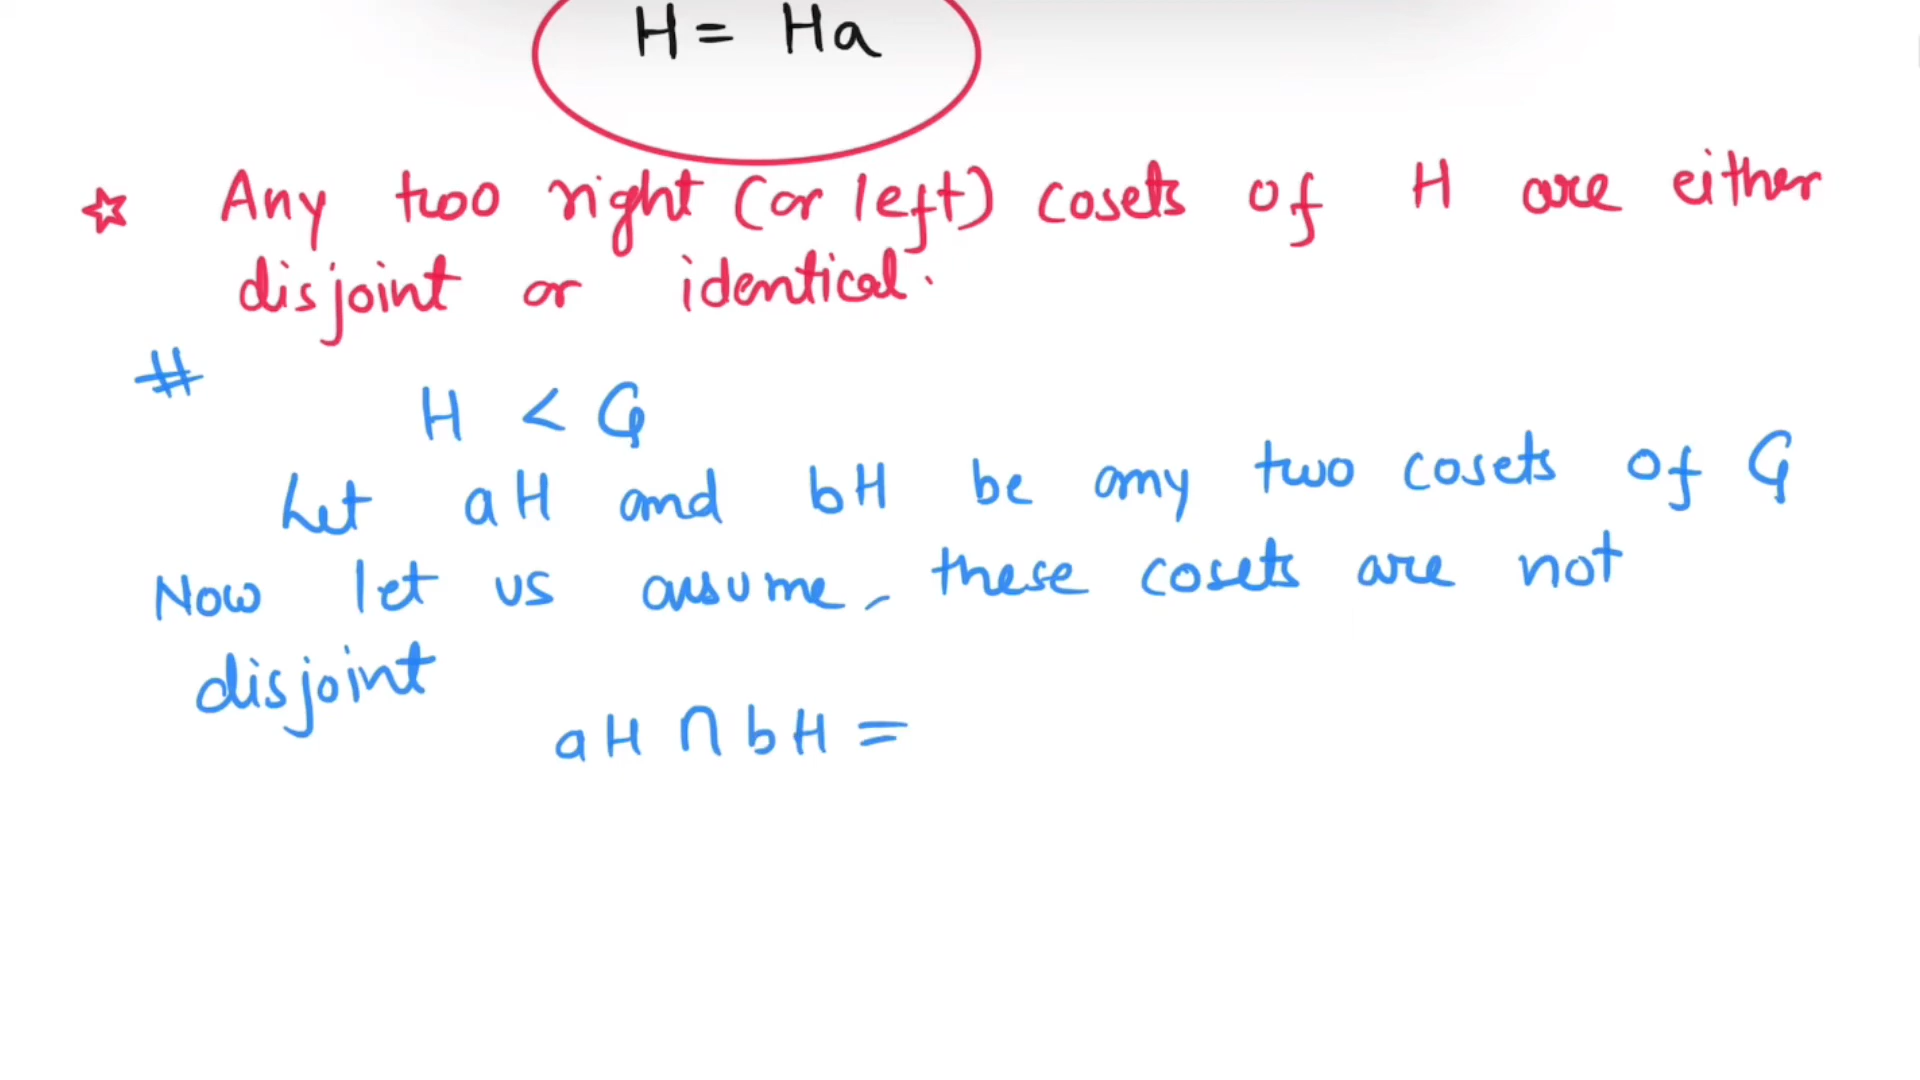 H = Ha
☆ Any two right (or left) cosets of H are either
disjoint or identical.
#
H < G
Let aH and bH be any two cosets of G
Now let us assume, these cosets are not
disjoint
aH ∩ bH =